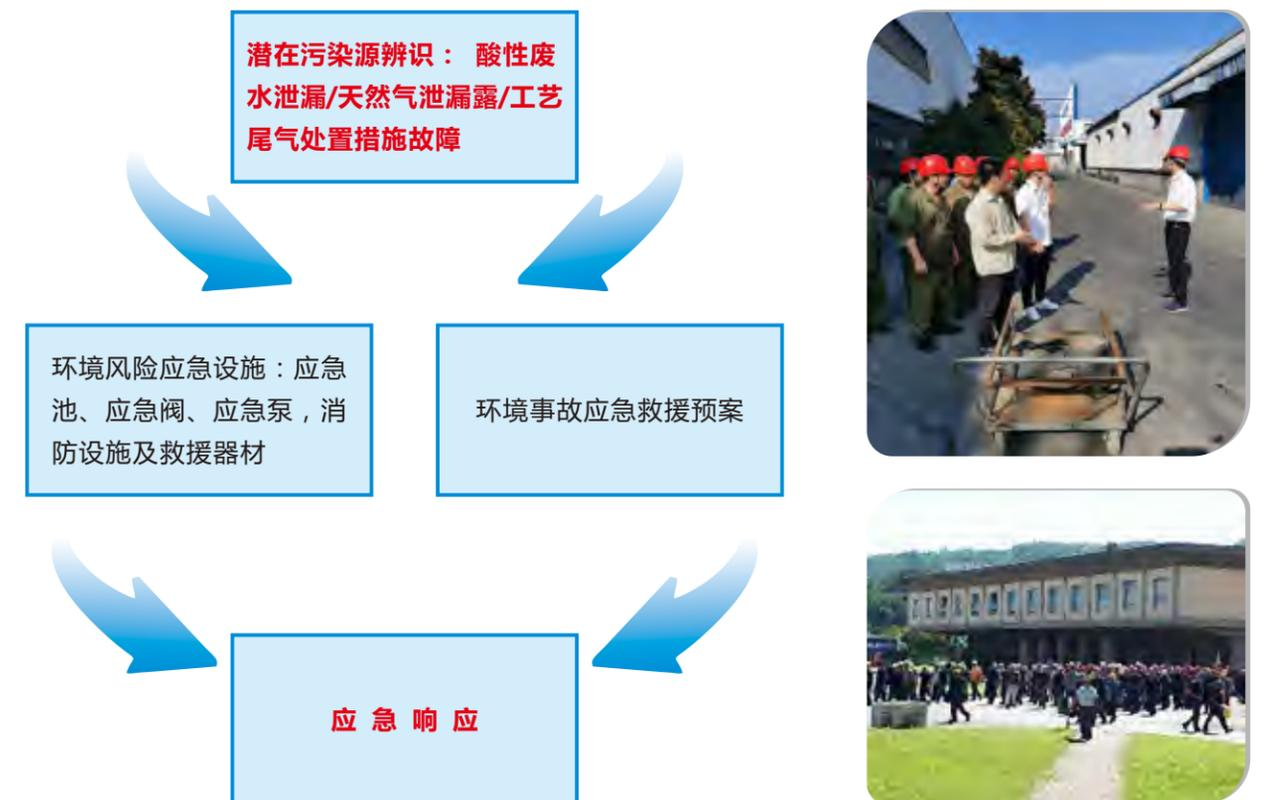 潜在污染源辨识： 酸性废
水泄漏/天然气泄漏露/工艺
尾气处置措施故障
环境风险应急设施：应急
池、应急阀、应急泵，消
防设施及救援器材
环境事故应急救援预案
应急响应